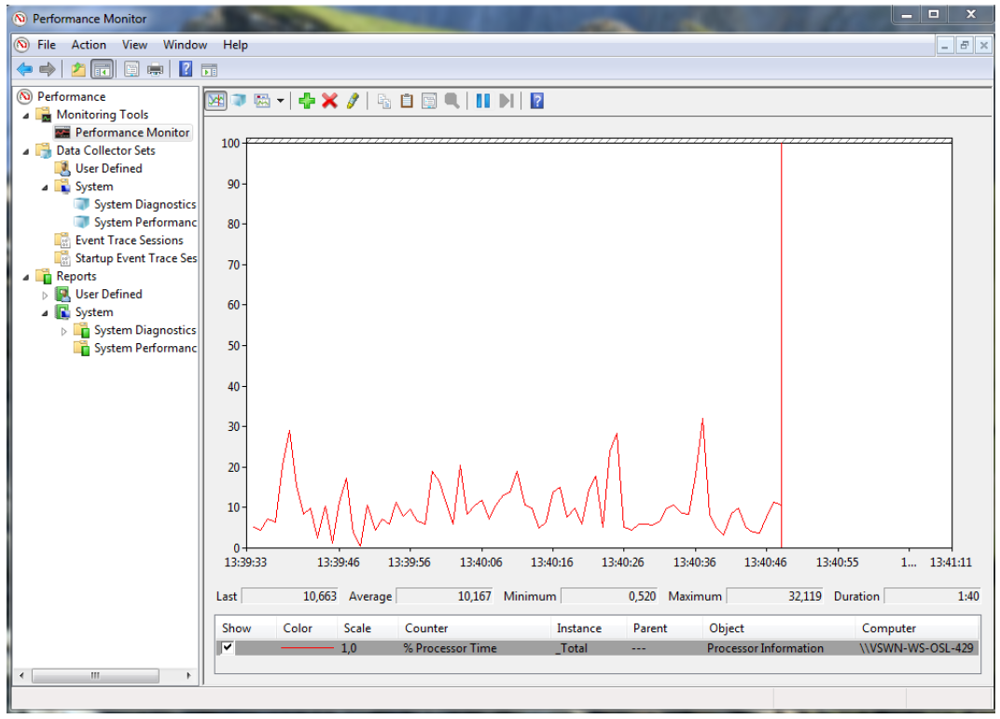 Performance Monitor
File Action View Window Help
Performance
Monitoring Tools
Performance Monitor
Data Collector Sets
User Defined
System
System Diagnostics
System Performanc
Event Trace Sessions
Startup Event Trace Ses
Reports
User Defined
System
System Diagnostics
System Performanc
100
90
80
70
60
50
40
30
20
10
0
13:39:33 13:39:46 13:39:56 13:40:06 13:40:16 13:40:26 13:40:36 13:40:46 13:40:55 1... 13:41:11
Last 10,663 Average 10,167 Minimum 0,520 Maximum 32,119 Duration 1:40
Show Color Scale Counter Instance Parent Object Computer
1,0 % Processor Time _Total --- Processor Information \\VSWN-WS-OSL-429